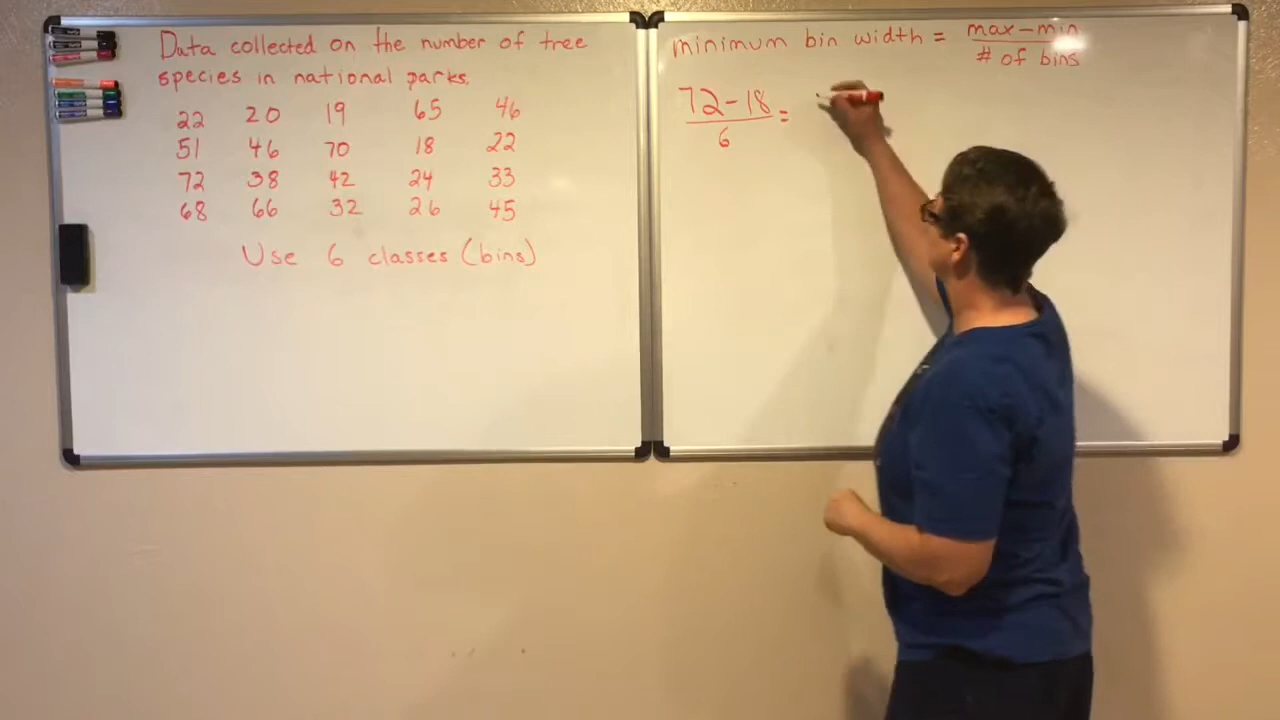 Data collected on the number of tree
species in national parks.
22 20 19 65 46
51 46 70 18 22
72 38 42 24 33
68 66 32 26 45
Use 6 classes (bins)
minimum bin width = max-min
# of bins
72-18
6 =